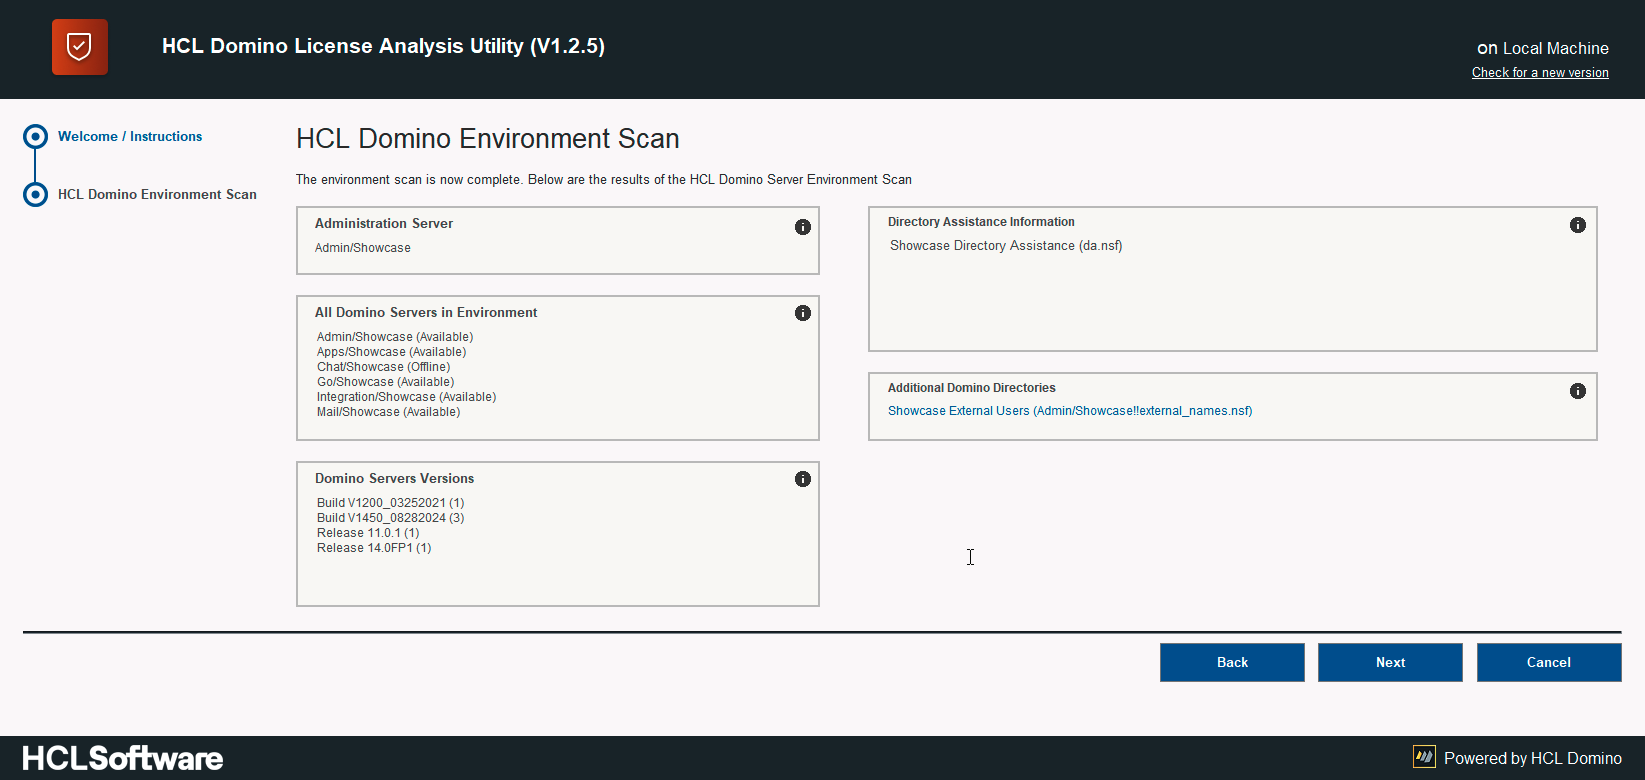 HCL Domino License Analysis Utility (V1.2.5)
on Local Machine
Check for a new version
Welcome / Instructions
HCL Domino Environment Scan
HCL Domino Environment Scan
The environment scan is now complete. Below are the results of the HCL Domino Server Environment Scan
Administration Server
Admin/Showcase
All Domino Servers in Environment
Admin/Showcase (Available)
Apps/Showcase (Available)
Chat/Showcase (Offline)
Go/Showcase (Available)
Integration/Showcase (Available)
Mail/Showcase (Available)
Domino Servers Versions
Build V1200_03252021 (1)
Build V1450_08282024 (3)
Release 11.0.1 (1)
Release 14.0FP1 (1)
Directory Assistance Information
Showcase Directory Assistance (da.nsf)
Additional Domino Directories
Showcase External Users (Admin/Showcase!!external_names.nsf)
Back
Next
Cancel
HCLSoftware
Powered by HCL Domino